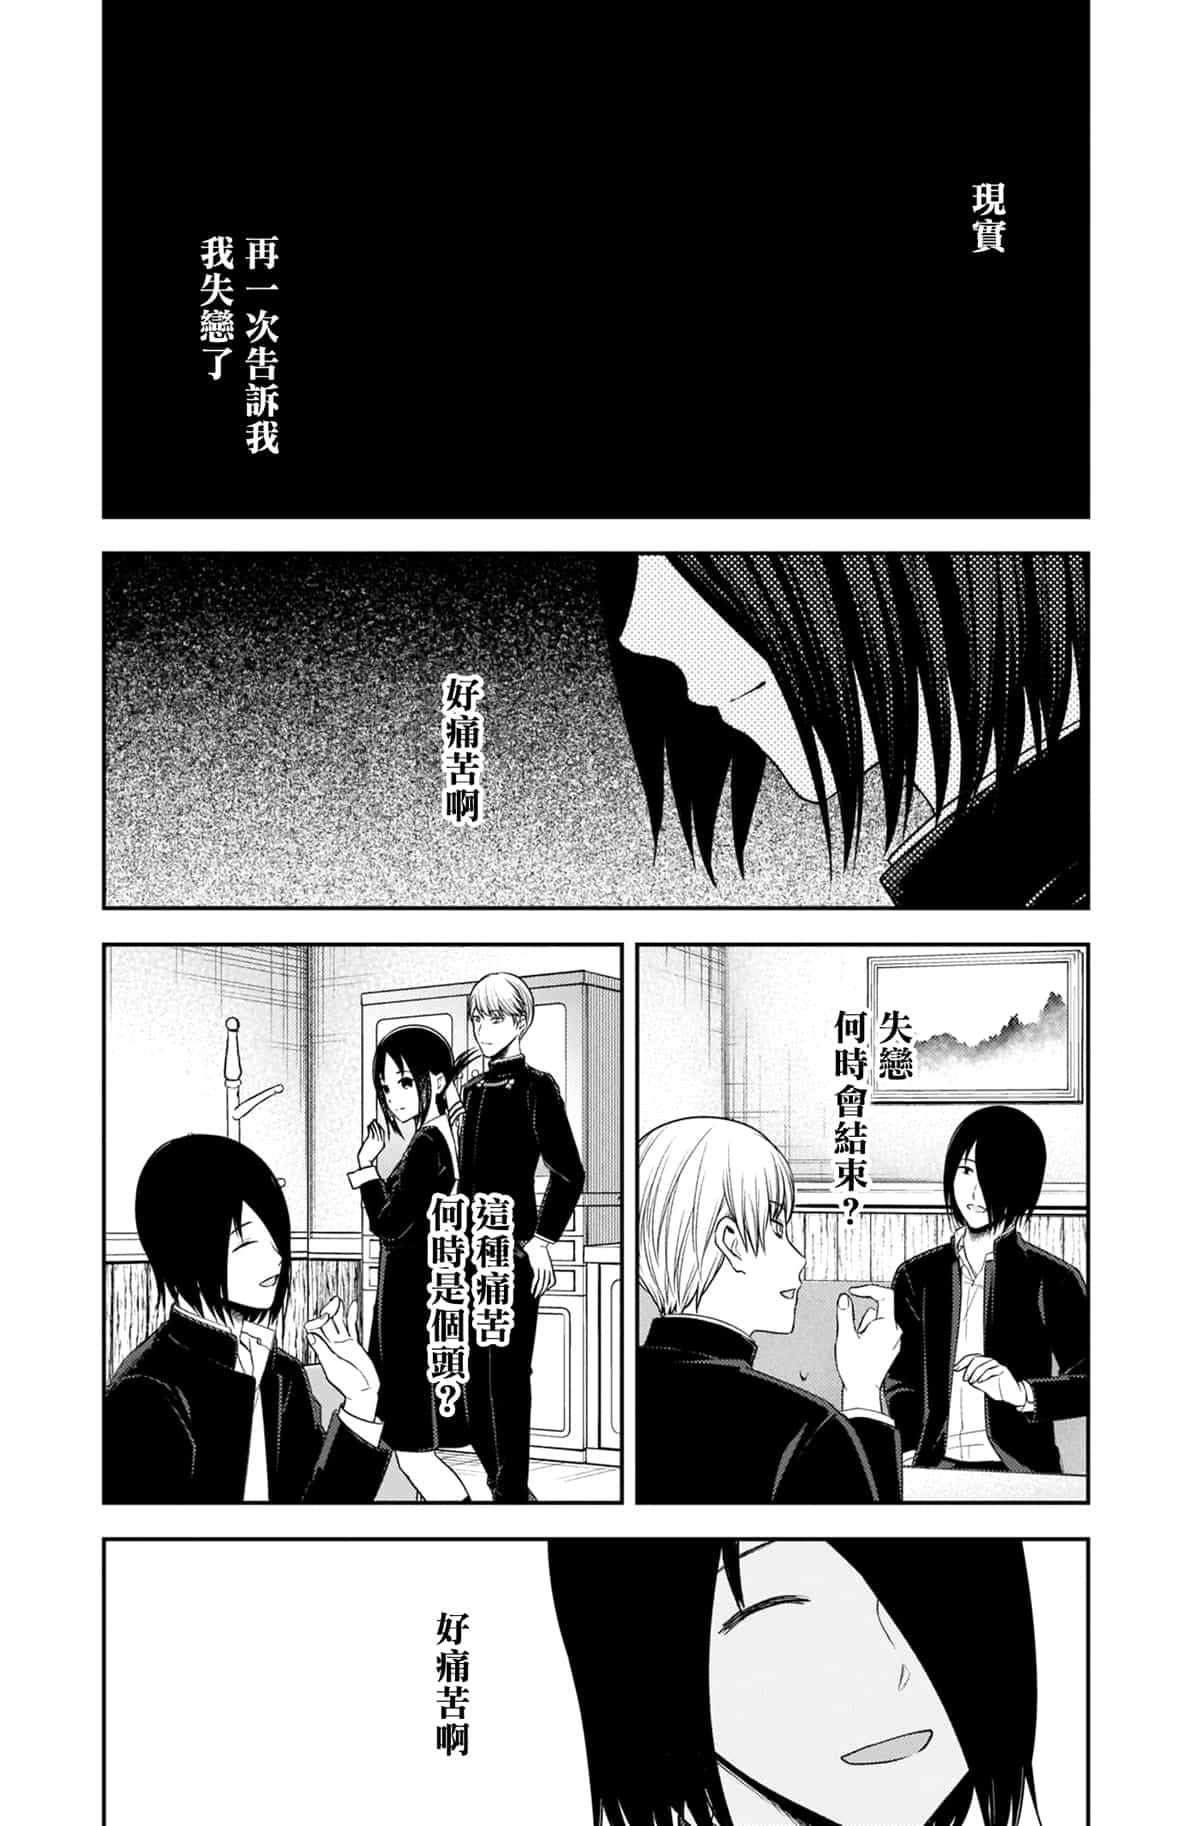 現實
再一次告訴我
我失戀了
好痛苦啊
失戀
何時會結束？
這種痛苦
何時是個頭？
好痛苦啊